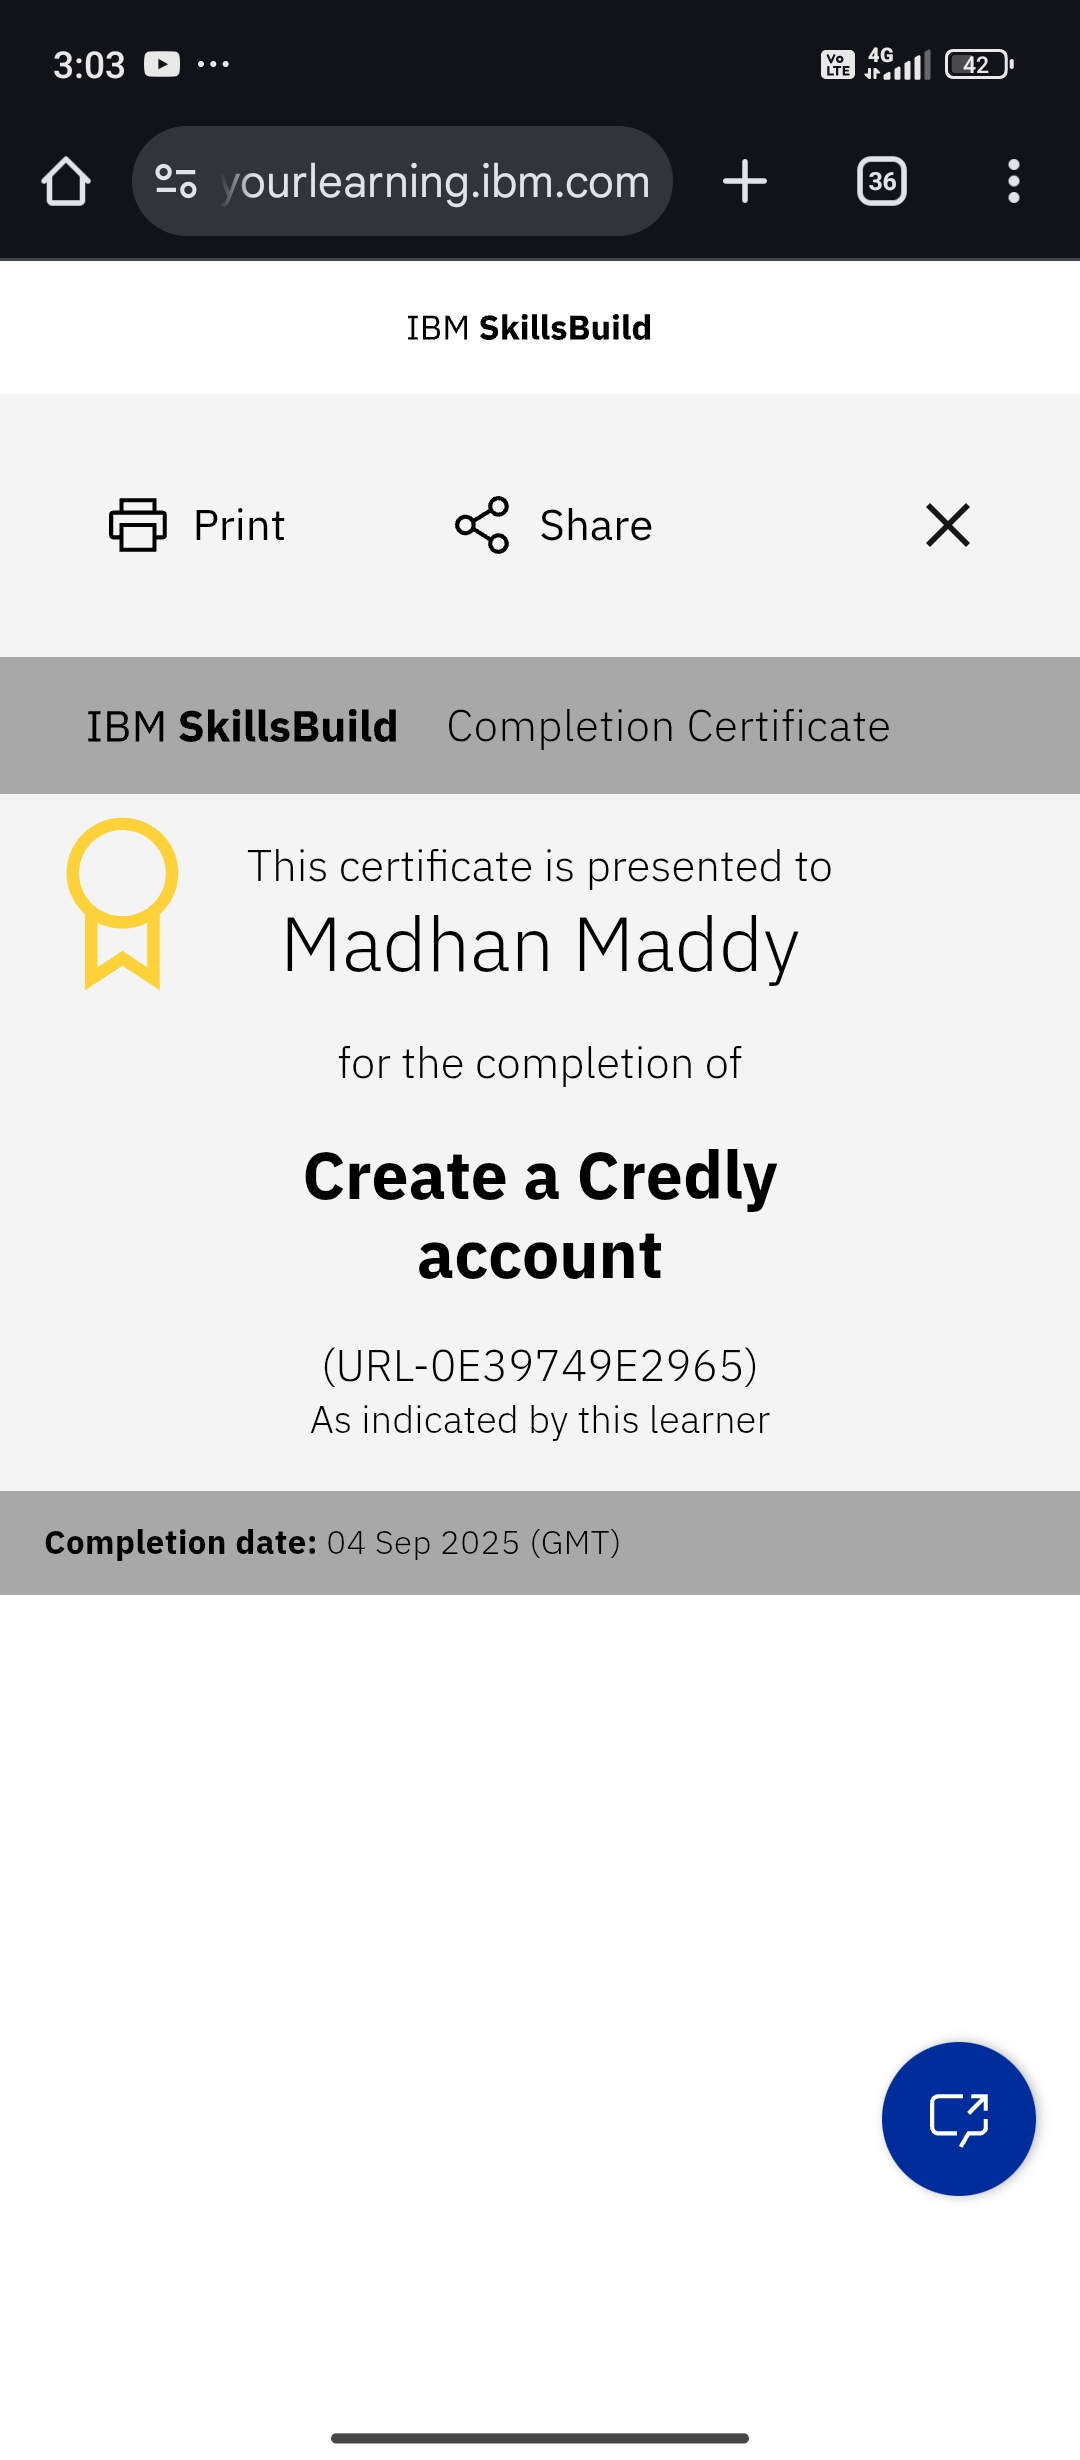 3:03
Vo LTE 4G 42
yourlearning.ibm.com
36
IBM SkillsBuild
Print Share
IBM SkillsBuild Completion Certificate
This certificate is presented to
Madhan Maddy
for the completion of
Create a Credly
account
(URL-0E39749E2965)
As indicated by this learner
Completion date: 04 Sep 2025 (GMT)